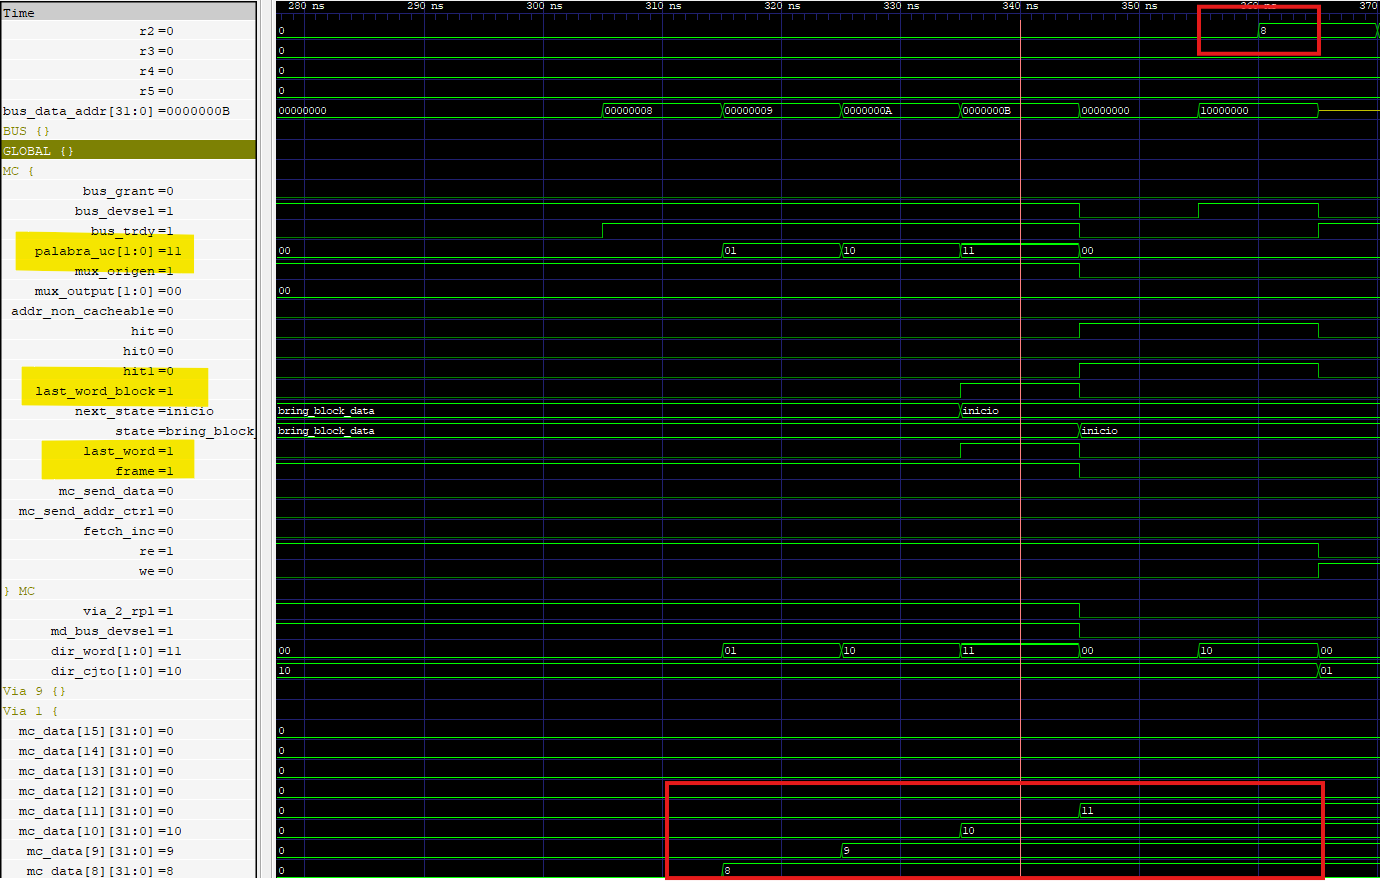 Time 280 ns 290 ns 300 ns 310 ns 320 ns 330 ns 340 ns 350 ns 360 ns 370
r2=0 0 8
r3=0 0
r4=0 0
r5=0 0
bus_data_addr[31:0]=0000000B 00000000 00000008 00000009 0000000A 0000000B 00000000 10000000
BUS {}
GLOBAL {}
MC {
bus_grant=0
bus_devsel=1
bus_trdy=1
palabra_uc[1:0]=11 00 01 10 11 00
mux_origen=1
mux_output[1:0]=00 00
addr_non_cacheable=0
hit=0
hit0=0
hit1=0
last_word_block=1
next_state=inicio bring_block_data inicio
state=bring_block_ bring_block_data inicio
last_word=1
frame=1
mc_send_data=0
mc_send_addr_ctrl=0
fetch_inc=0
re=1
we=0
} MC
via_2_rpl=1
md_bus_devsel=1
dir_word[1:0]=11 00 01 10 11 00 10 00
dir_cjto[1:0]=10 10 01
Via 9 {}
Via 1 {
mc_data[15][31:0]=0 0
mc_data[14][31:0]=0 0
mc_data[13][31:0]=0 0
mc_data[12][31:0]=0 0
mc_data[11][31:0]=0 0 11
mc_data[10][31:0]=10 0 10
mc_data[9][31:0]=9 0 9
mc_data[8][31:0]=8 0 8